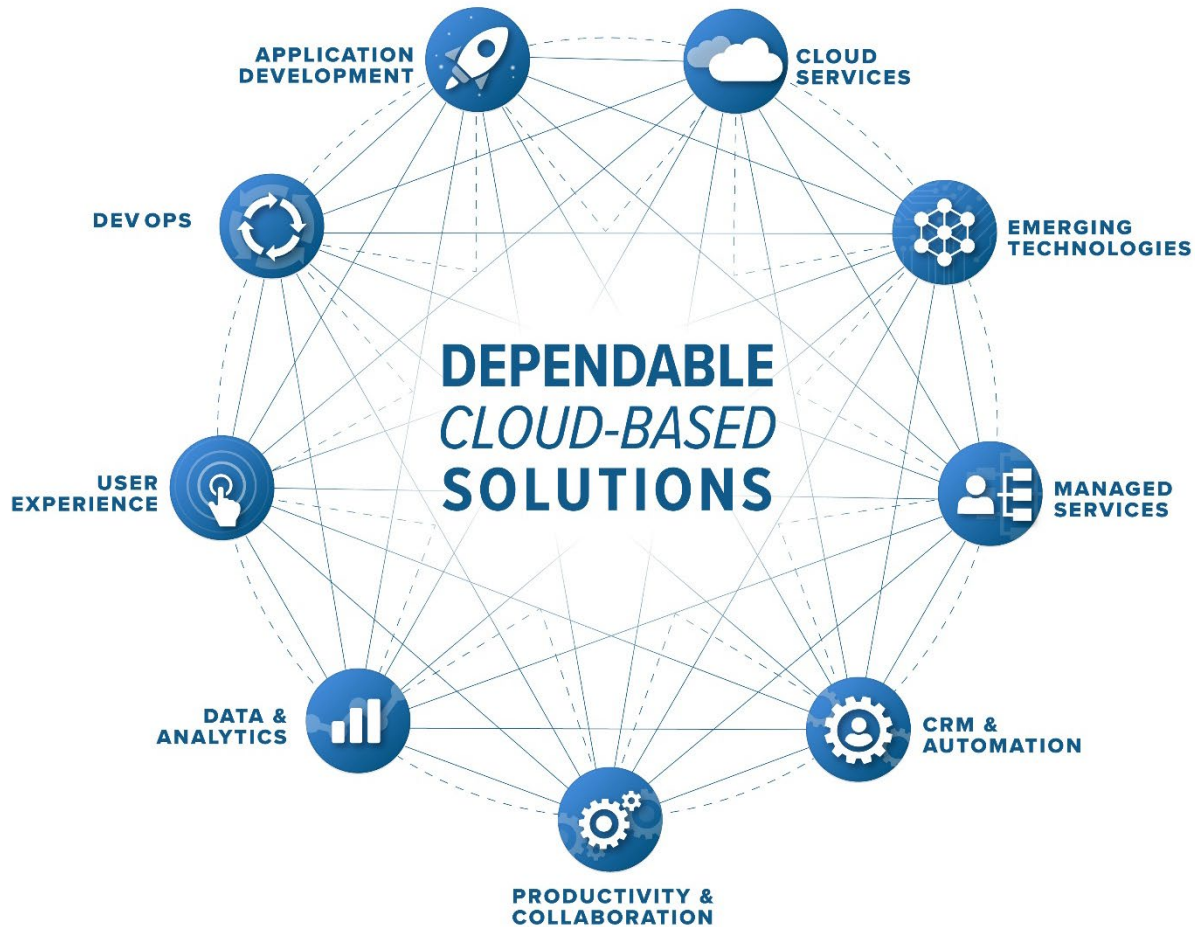 APPLICATION
DEVELOPMENT
CLOUD
SERVICES
DEV OPS
EMERGING
TECHNOLOGIES
DEPENDABLE
CLOUD-BASED
SOLUTIONS
USER
EXPERIENCE
MANAGED
SERVICES
DATA &
ANALYTICS
CRM &
AUTOMATION
PRODUCTIVITY &
COLLABORATION